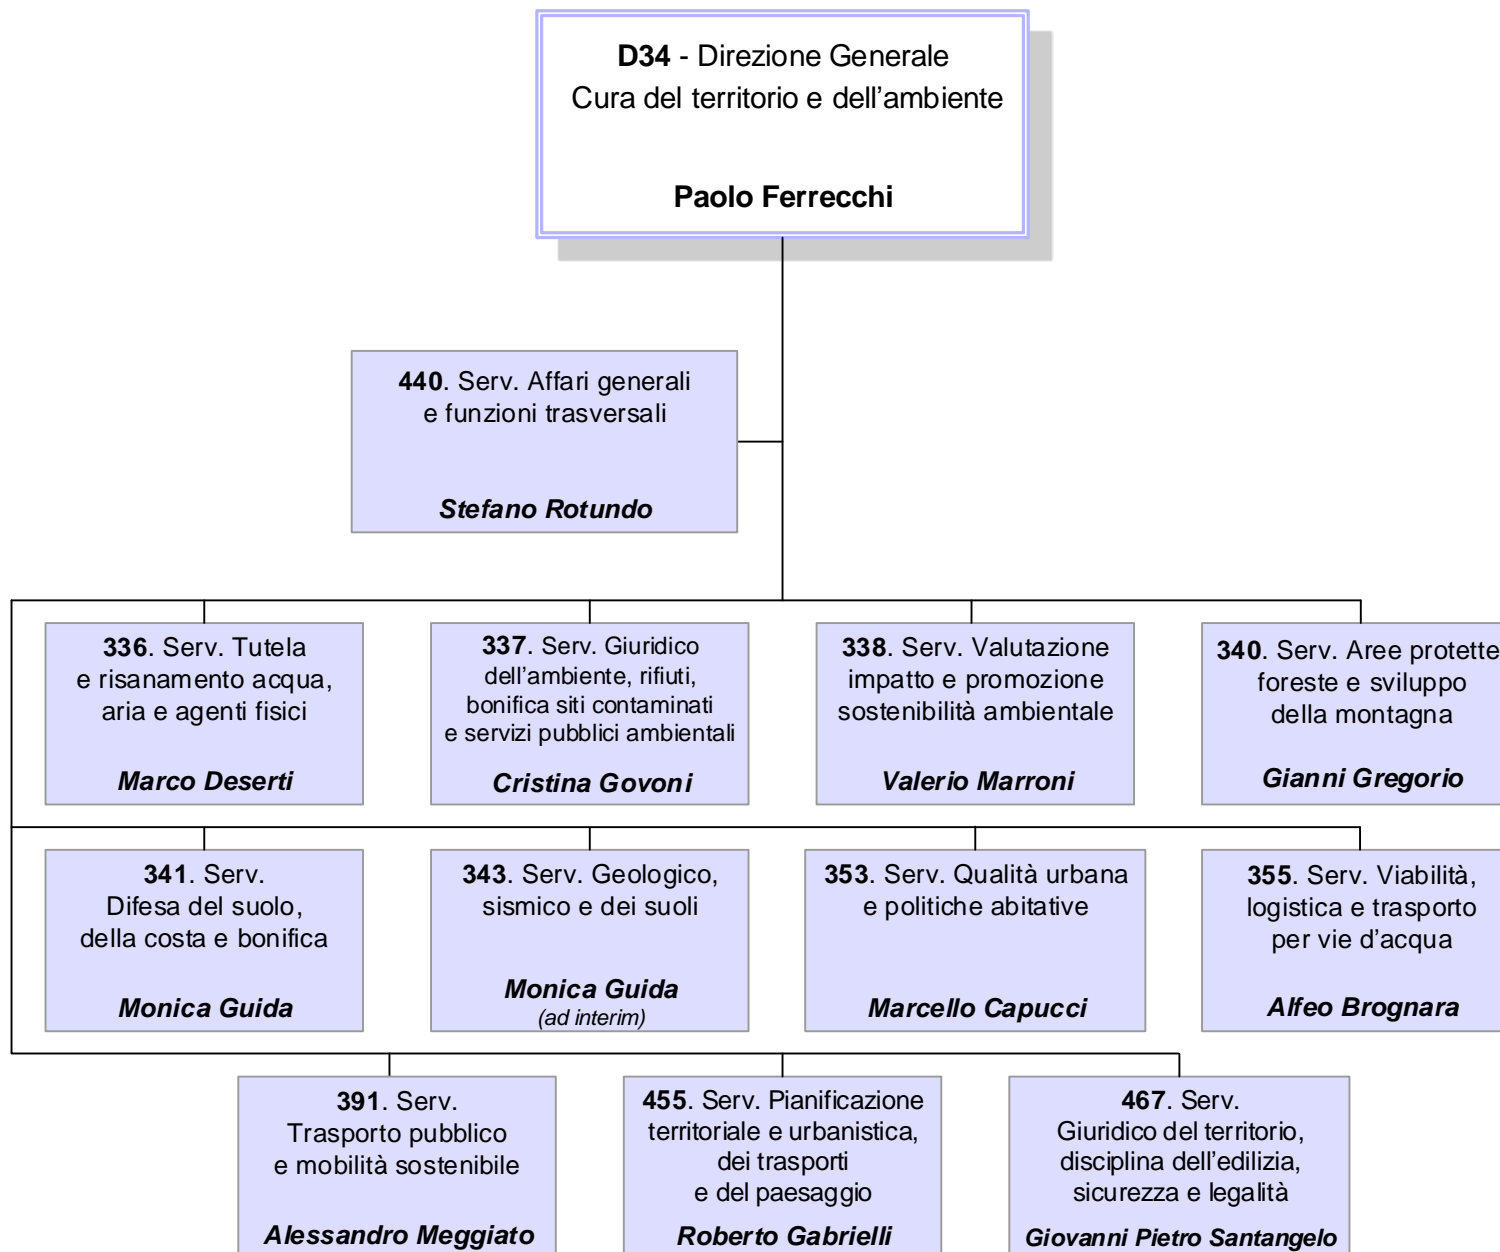 D34 - Direzione Generale
Cura del territorio e dell'ambiente
Paolo Ferrecchi
440. Serv. Affari generali
e funzioni trasversali
Stefano Rotundo
336. Serv. Tutela
e risanamento acqua,
aria e agenti fisici
Marco Deserti
337. Serv. Giuridico
dell'ambiente, rifiuti,
bonifica siti contaminati
e servizi pubblici ambientali
Cristina Govoni
338. Serv. Valutazione
impatto e promozione
sostenibilità ambientale
Valerio Marroni
340. Serv. Aree protette
foreste e sviluppo
della montagna
Gianni Gregorio
341. Serv.
Difesa del suolo,
della costa e bonifica
Monica Guida
343. Serv. Geologico,
sismico e dei suoli
Monica Guida
(ad interim)
353. Serv. Qualità urbana
e politiche abitative
Marcello Capucci
355. Serv. Viabilità,
logistica e trasporto
per vie d'acqua
Alfeo Brognara
391. Serv.
Trasporto pubblico
e mobilità sostenibile
Alessandro Meggiato
455. Serv. Pianificazione
territoriale e urbanistica,
dei trasporti
e del paesaggio
Roberto Gabrielli
467. Serv.
Giuridico del territorio,
disciplina dell'edilizia,
sicurezza e legalità
Giovanni Pietro Santangelo